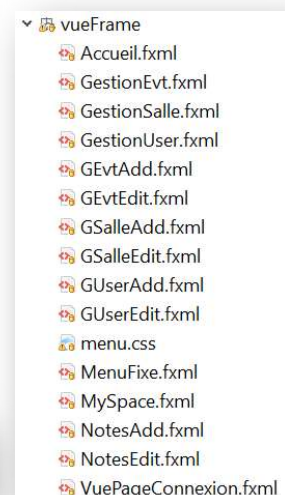 vueFrame
Accueil.fxml
GestionEvt.fxml
GestionSalle.fxml
GestionUser.fxml
GEvtAdd.fxml
GEvtEdit.fxml
GSalleAdd.fxml
GSalleEdit.fxml
GUserAdd.fxml
GUserEdit.fxml
menu.css
MenuFixe.fxml
MySpace.fxml
NotesAdd.fxml
NotesEdit.fxml
VuePageConnexion.fxml